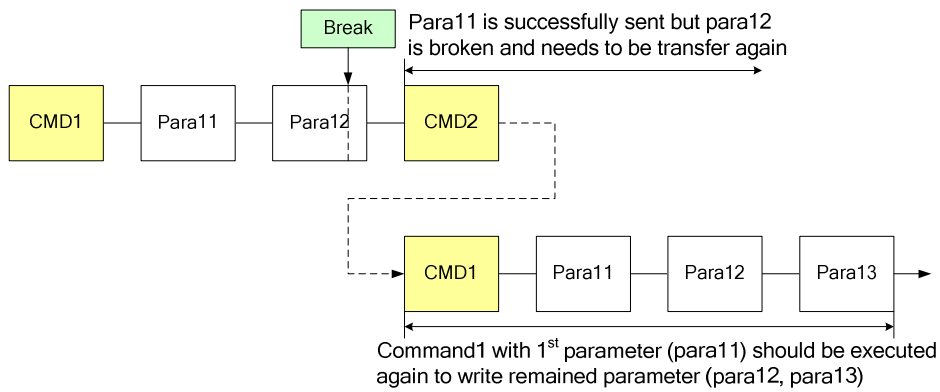 Break
Para11 is successfully sent but para12
is broken and needs to be transfer again
CMD1
Para11
Para12
CMD2
CMD1
Para11
Para12
Para13
Command1 with 1st parameter (para11) should be executed
again to write remained parameter (para12, para13)